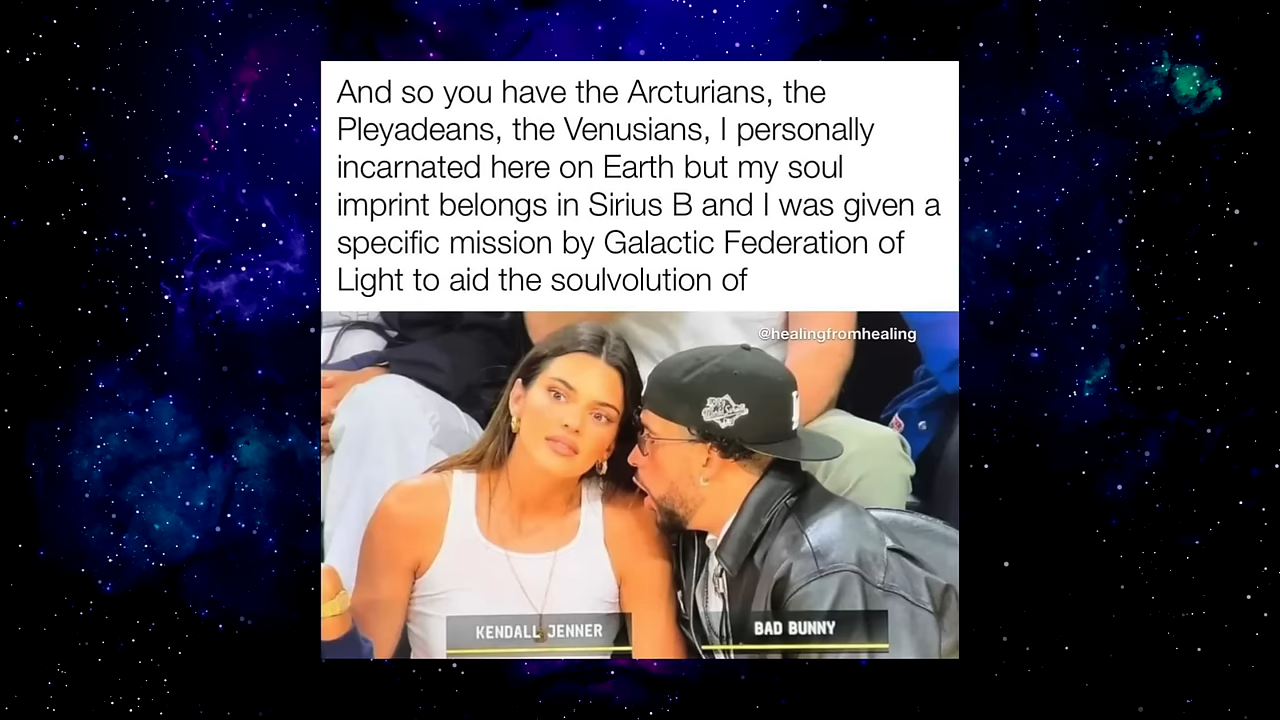 And so you have the Arcturians, the
Pleyadeans, the Venusians, I personally
incarnated here on Earth but my soul
imprint belongs in Sirius B and I was given a
specific mission by Galactic Federation of
Light to aid the soulvolution of
@healingfromhealing
KENDALL JENNER
BAD BUNNY